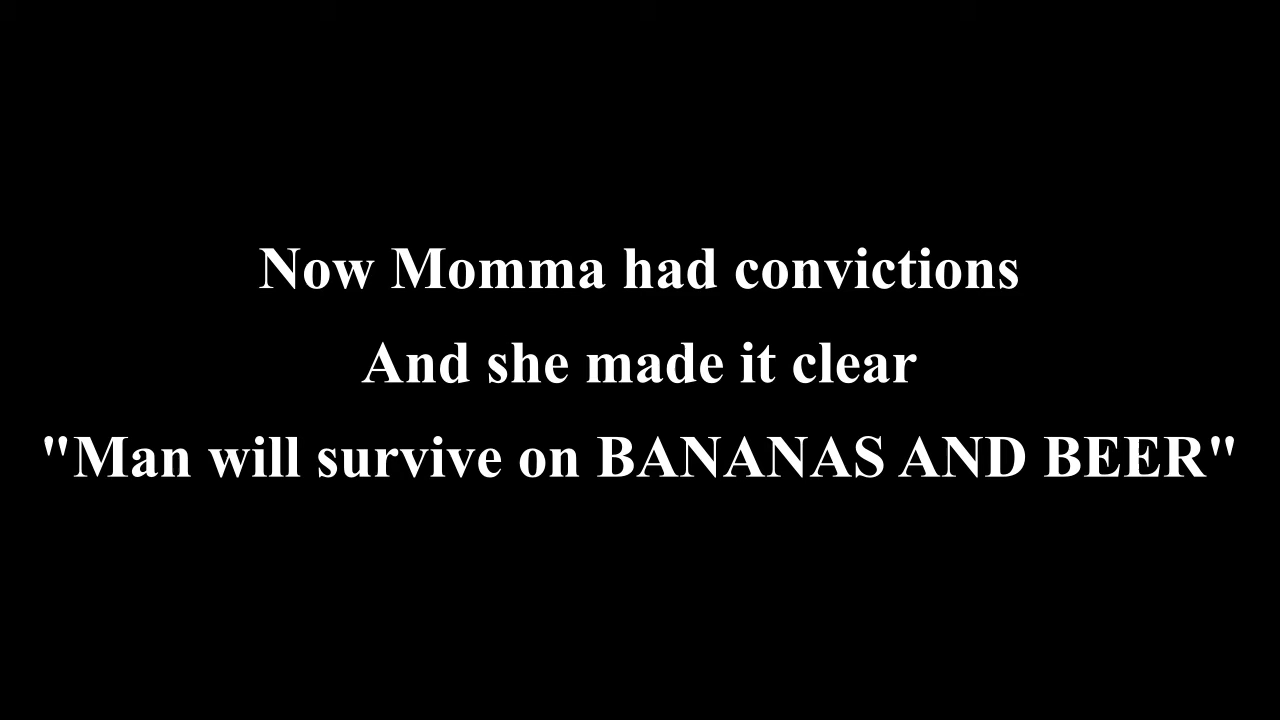 Now Momma had convictions
And she made it clear
"Man will survive on BANANAS AND BEER"